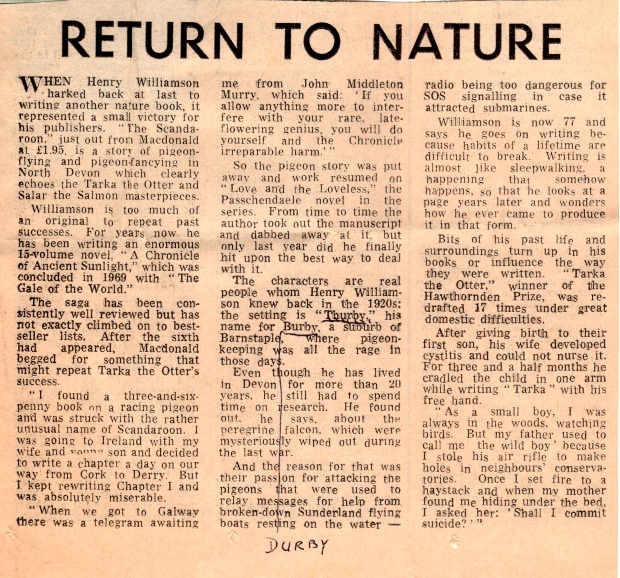 RETURN TO NATURE
WHEN Henry Williamson
harked back at last to
writing another nature book, it
represented a small victory for
his publishers. "The Scanda-
roon," just out from Macdonald
at £1.95, is a story of pigeon-
flying and pigeon-fancying in
North Devon which clearly
echoes the Tarka the Otter and
Salar the Salmon masterpieces.
Williamson is too much of
an original to repeat past
successes. For years now he
has been writing an enormous
15-volume novel, "A Chronicle
of Ancient Sunlight," which was
concluded in 1969 with "The
Gale of the World."
The saga has been con-
sistently well reviewed but has
not exactly climbed on to best-
seller lists. After the sixth
had appeared, Macdonald
begged for something that
might repeat Tarka the Otter's
success.
"I found a three-and-six-
penny book on a racing pigeon
and was struck with the rather
unusual name of Scandaroon. I
was going to Ireland with my
wife and young son and decided
to write a chapter a day on our
way from Cork to Derry. But
I kept rewriting Chapter I and
was absolutely miserable.
"When we got to Galway
there was a telegram awaiting
me from John Middleton
Murry, which said: 'If you
allow anything more to inter-
fere with your rare, late-
flowering genius, you will do
yourself and the Chronicle
irreparable harm.'"
So the pigeon story was put
away and work resumed on
"Love and the Loveless," the
Passchendaele novel in the
series. From time to time the
author took out the manuscript
and dabbed away at it, but
only last year did he finally
hit upon the best way to deal
with it.
The characters are real
people whom Henry William-
son knew back in the 1920s:
the setting is "Thurby," his
name for Burby, a suburb of
Barnstaple, where pigeon-
keeping was all the rage in
those days.
Even though he has lived
in Devon for more than 20
years, he still had to spend
time on research. He found
out, he says, about the
peregrine falcon, which were
mysteriously wiped out during
the last war.
And the reason for that was
their passion for attacking the
pigeons that were used to
relay messages for help from
broken-down Sunderland flying
boats resting on the water —
radio being too dangerous for
SOS signalling in case it
attracted submarines.
Williamson is now 77 and
says he goes on writing be-
cause habits of a lifetime are
difficult to break. Writing is
almost like sleepwalking, a
happening that somehow
happens, so that he looks at a
page years later and wonders
how he ever came to produce
it in that form.
Bits of his past life and
surroundings turn up in his
books or influence the way
they were written. "Tarka
the Otter," winner of the
Hawthornden Prize, was re-
drafted 17 times under great
domestic difficulties.
After giving birth to their
first son, his wife developed
cystitis and could not nurse it.
For three and a half months he
cradled the child in one arm
while writing "Tarka" with his
free hand.
"As a small boy, I was
always in the woods, watching
birds. But my father used to
call me 'the wild boy' because
I stole his air rifle to make
holes in neighbours' conserva-
tories. Once I set fire to a
haystack and when my mother
found me hiding under the bed,
I asked her: 'Shall I commit
suicide?'"
DURBY